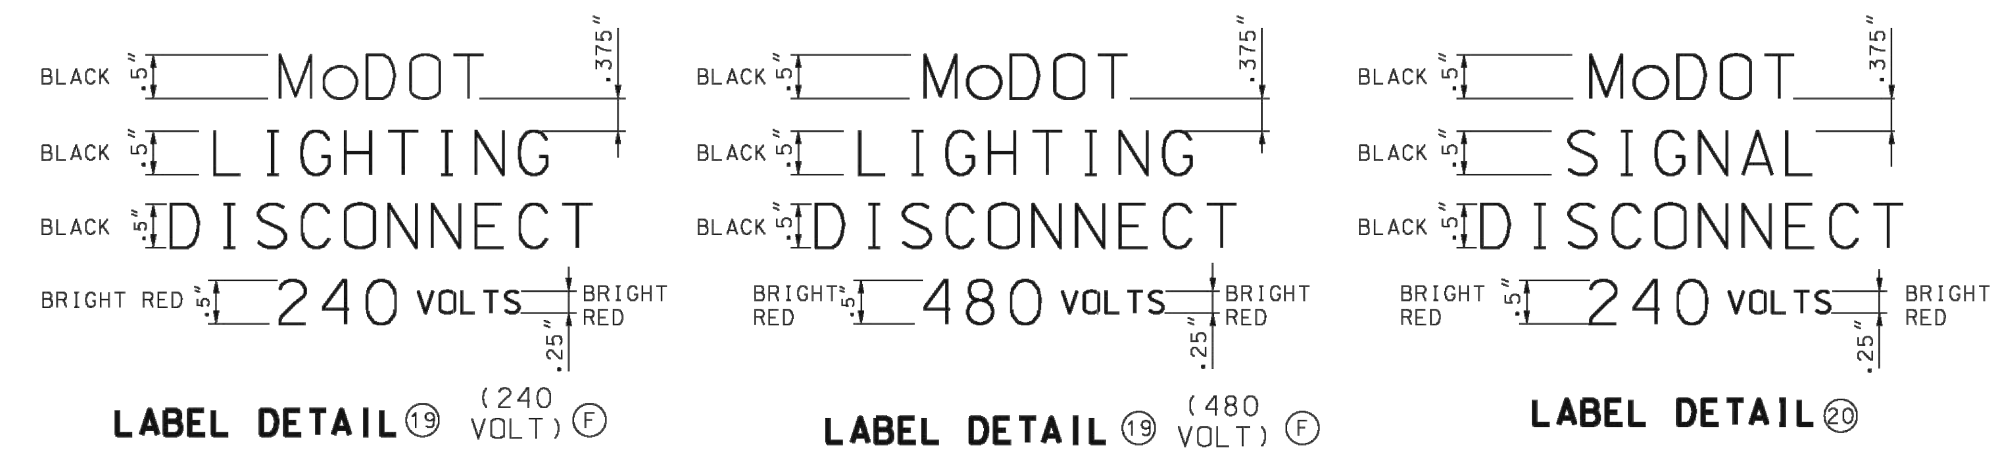 BLACK .5" MoDOT .375"
BLACK .5" LIGHTING
BLACK .5" DISCONNECT
BRIGHT RED .5" 240 VOLTS BRIGHT RED
.25"
LABEL DETAIL 19 (240 VOLT) F
BLACK .5" MoDOT .375"
BLACK .5" LIGHTING
BLACK .5" DISCONNECT
BRIGHT RED .5" 480 VOLTS BRIGHT RED
.25"
LABEL DETAIL 19 (480 VOLT) F
BLACK .5" MoDOT .375"
BLACK .5" SIGNAL
BLACK .5" DISCONNECT
BRIGHT RED .5" 240 VOLTS BRIGHT RED
.25"
LABEL DETAIL 20